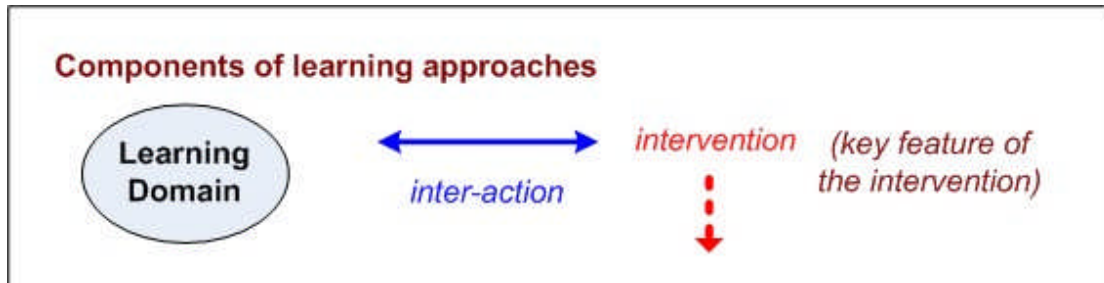 Components of learning approaches
Learning
Domain
inter-action
intervention
(key feature of
the intervention)